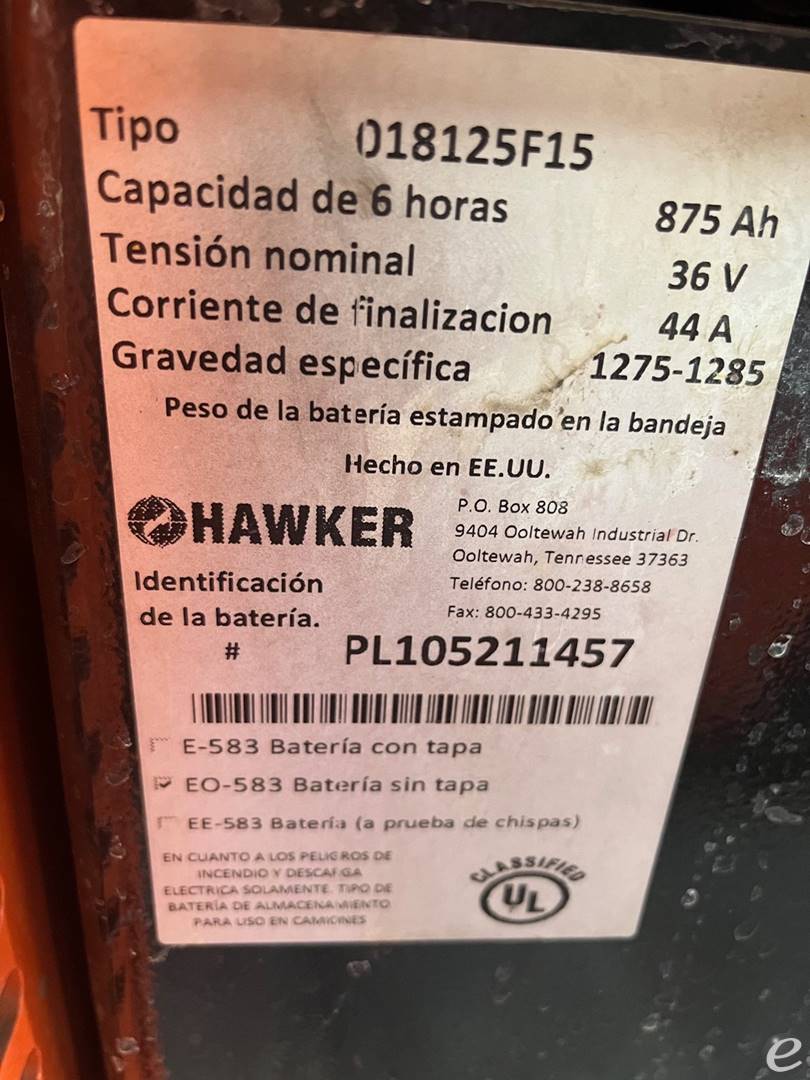 Tipo 018125F15
Capacidad de 6 horas 875 Ah
Tensión nominal 36 V
Corriente de finalizacion 44 A
Gravedad específica 1275-1285
Peso de la batería estampado en la bandeja
Hecho en EE.UU.
HAWKER
P.O. Box 808
9404 Ooltewah Industrial Dr.
Ooltewah, Tennessee 37363
Teléfono: 800-238-8658
Fax: 800-433-4295
Identificación
de la batería.
# PL105211457
E-583 Batería con tapa
EO-583 Batería sin tapa
EE-583 Batería (a prueba de chispas)
EN CUANTO A LOS PELIGROS DE
INCENDIO Y DESCARGA
ELECTRICA SOLAMENTE. TIPO DE
BATERÍA DE ALMACENAMIENTO
PARA USO EN CAMIONES
CLASSIFIED
UL
e